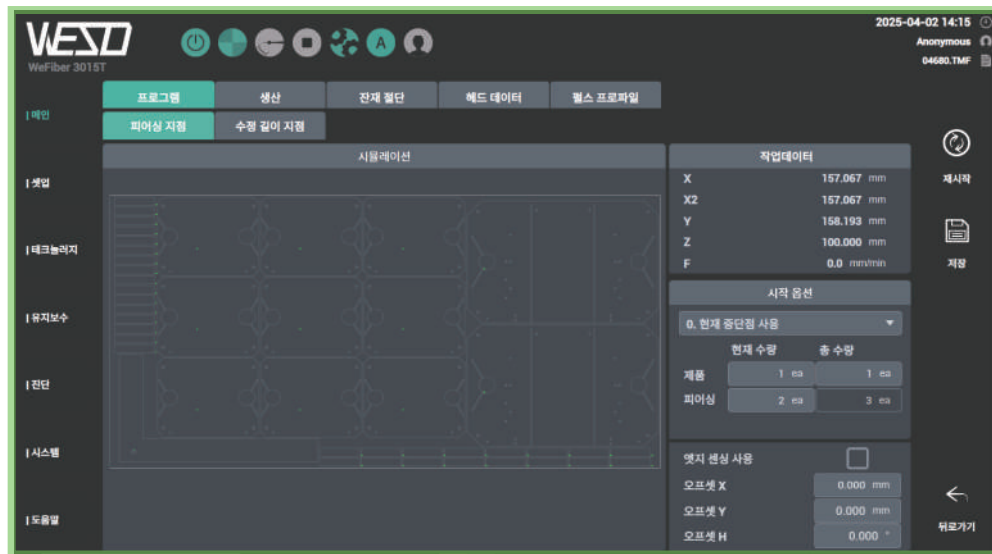 2025-04-02 14:15
WESO
WeFiber 3015T
Anonymous
04680.TMF
A
프로그램 생산 잔재 절단 헤드 데이터 펄스 프로파일
피어싱 지점 수정 길이 지점
메인
셋업
테크놀러지
유지보수
진단
시스템
도움말
시뮬레이션
작업데이터
X 157.067 mm
X2 157.067 mm
Y 158.193 mm
Z 100.000 mm
F 0.0 mm/min
시작 옵션
0. 현재 중단점 사용
현재 수량 총 수량
제품 1 ea 1 ea
피어싱 2 ea 3 ea
엣지 센싱 사용
오프셋 X 0.000 mm
오프셋 Y 0.000 mm
오프셋 H 0.000 °
재시작
저장
뒤로가기